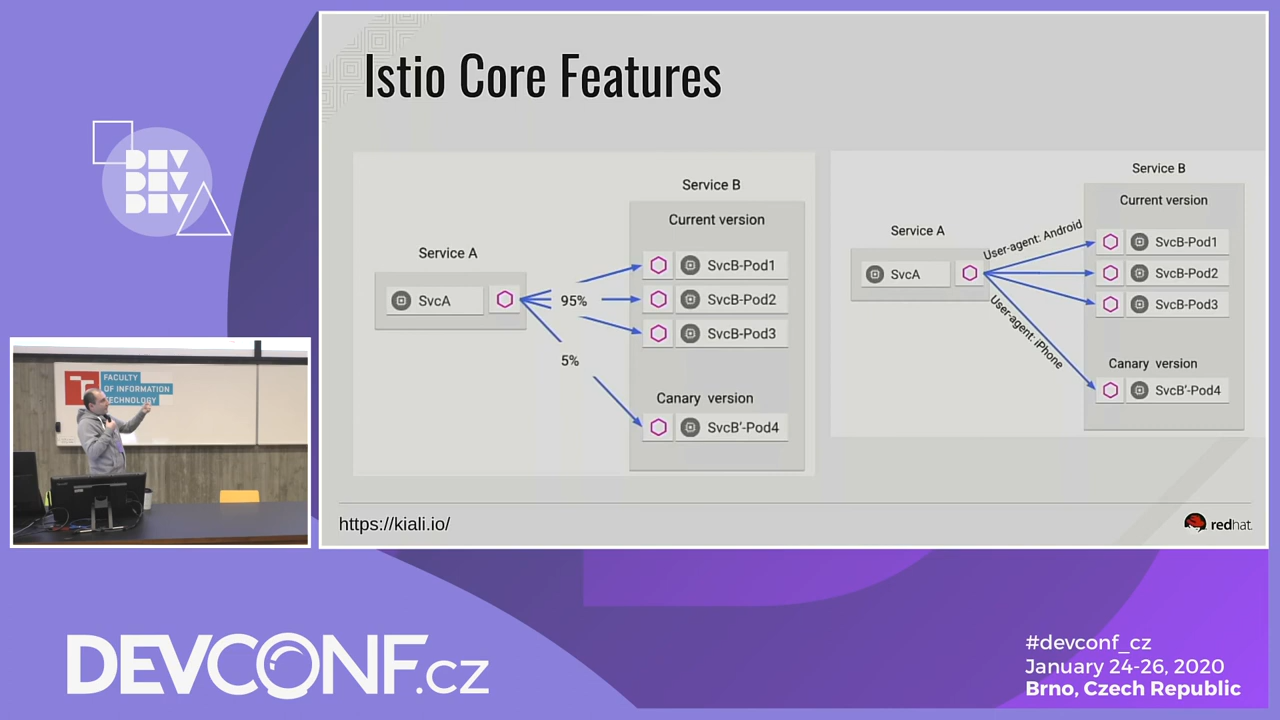 DEV
DEV
DEV
Istio Core Features
Service A
SvcA
95%
5%
Service B
Current version
SvcB-Pod1
SvcB-Pod2
SvcB-Pod3
Canary version
SvcB'-Pod4
Service A
SvcA
User-agent: Android
User-agent: iPhone
Service B
Current version
SvcB-Pod1
SvcB-Pod2
SvcB-Pod3
Canary version
SvcB'-Pod4
https://kiali.io/
redhat.
FACULTY
OF INFORMATION
TECHNOLOGY
DEVCONF.cz
#devconf_cz
January 24-26, 2020
Brno, Czech Republic